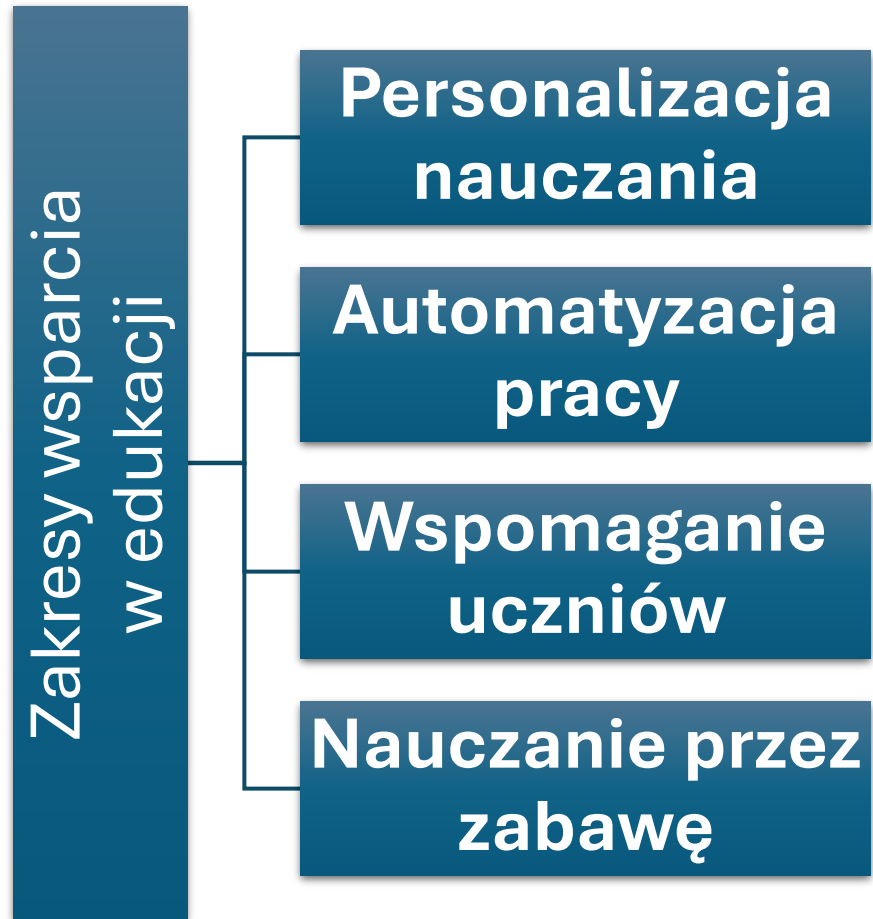 Zakresy wsparcia
w edukacji
Personalizacja
nauczania
Automatyzacja
pracy
Wspomaganie
uczniów
Nauczanie przez
zabawę